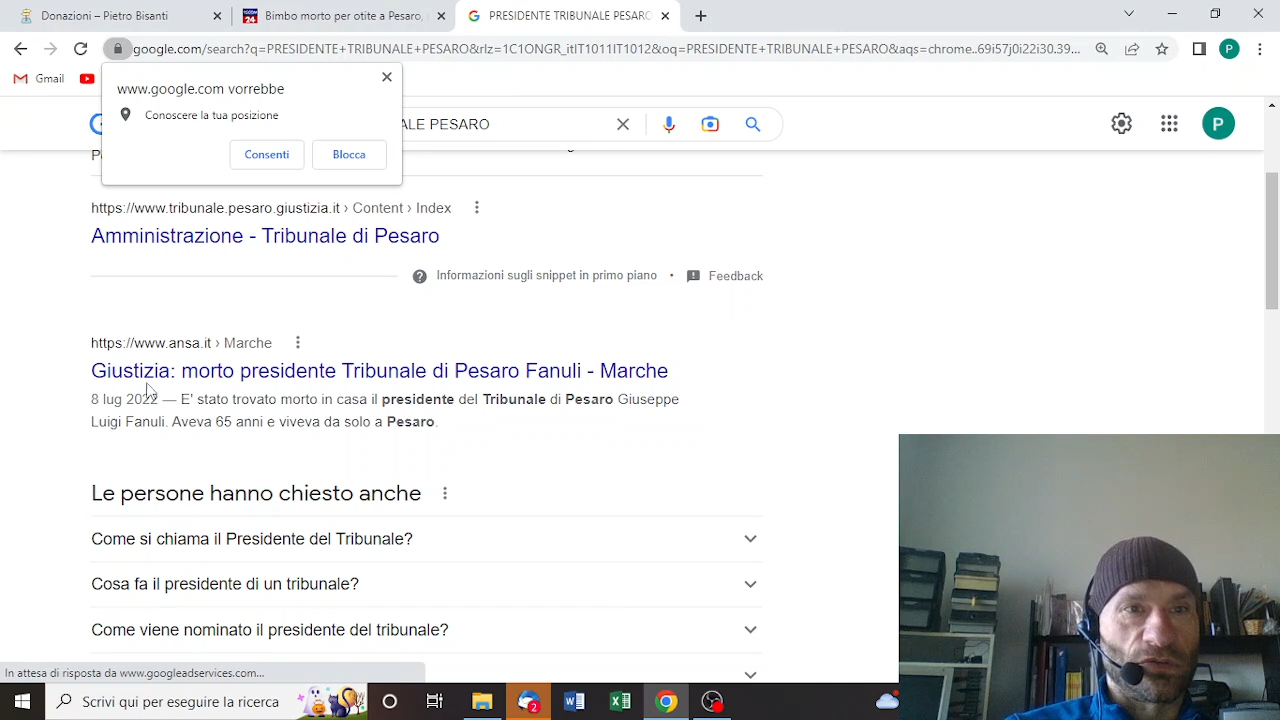 Donazioni – Pietro Bisanti
Bimbo morto per otite a Pesaro,
PRESIDENTE TRIBUNALE PESARO
google.com/search?q=PRESIDENTE+TRIBUNALE+PESARO&rlz=1C1ONGR_itIT1011IT1012&oq=PRESIDENTE+TRIBUNALE+PESARO&aqs=chrome..69i57j0i22i30.39...
P
Gmail
www.google.com vorrebbe
Conoscere la tua posizione
Consenti
Blocca
ALE PESARO
P
https://www.tribunale.pesaro.giustizia.it › Content › Index
Amministrazione - Tribunale di Pesaro
Informazioni sugli snippet in primo piano • Feedback
https://www.ansa.it › Marche
Giustizia: morto presidente Tribunale di Pesaro Fanuli - Marche
8 lug 2022 — E' stato trovato morto in casa il presidente del Tribunale di Pesaro Giuseppe
Luigi Fanuli. Aveva 65 anni e viveva da solo a Pesaro.
Le persone hanno chiesto anche
Come si chiama il Presidente del Tribunale?
Cosa fa il presidente di un tribunale?
Come viene nominato il presidente del tribunale?
In attesa di risposta da www.googleadservices.com...
Scrivi qui per eseguire la ricerca
2